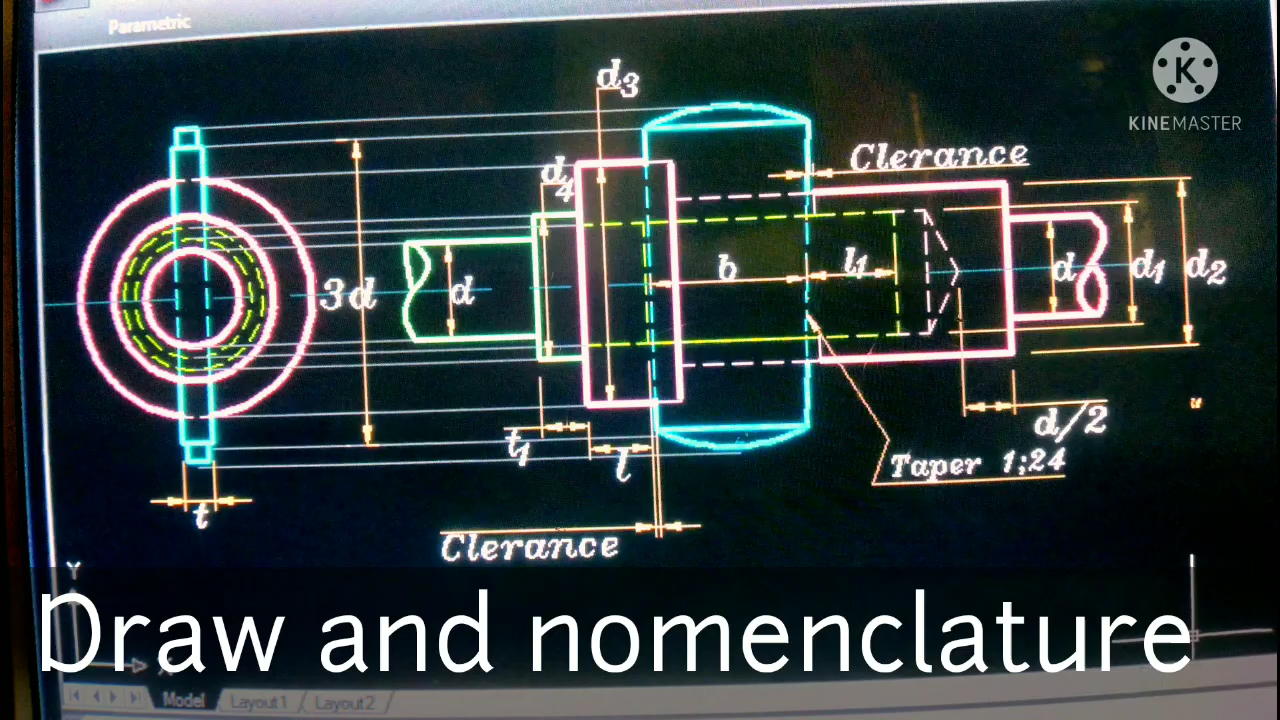 Parametric
K
KINEMASTER
d3
Clerance
d4
3d
d
b
l1
d
d1
d2
d/2
t1
l
Taper 1;24
t
Clerance
Y
Draw and nomenclature
X
Model
Layout1
Layout2